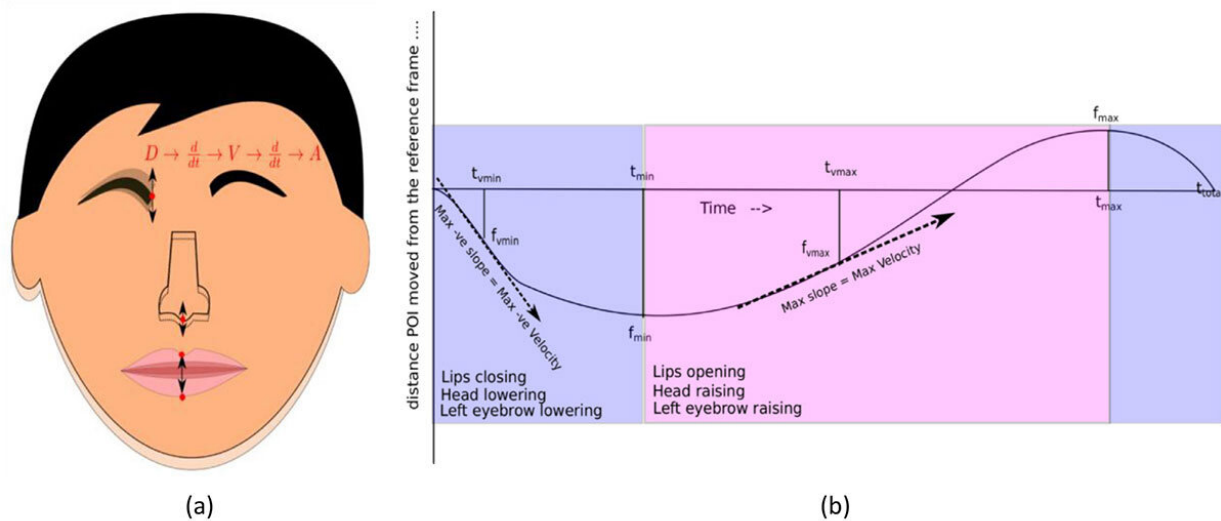 D → d/dt → V → d/dt → A
(a)
distance POI moved from the reference frame ....
t_vmin
t_min
t_vmax
f_max
Time -->
t_max
t_total
f_vmin
f_vmax
f_min
Max -ve slope = Max -ve Velocity
Max slope = Max Velocity
Lips closing
Head lowering
Left eyebrow lowering
Lips opening
Head raising
Left eyebrow raising
(b)